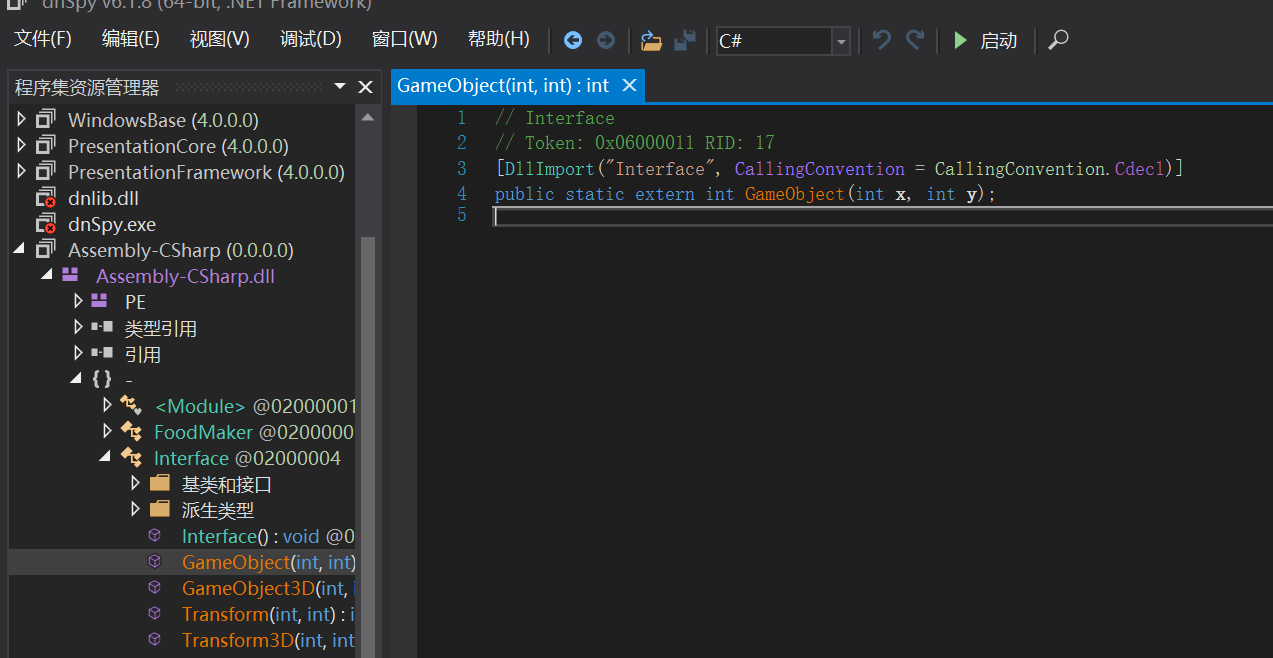 dnSpy v6.1.8 (64-bit, .NET Framework)
文件(F) 编辑(E) 视图(V) 调试(D) 窗口(W) 帮助(H) C# 启动
程序集资源管理器
WindowsBase (4.0.0.0)
PresentationCore (4.0.0.0)
PresentationFramework (4.0.0.0)
dnlib.dll
dnSpy.exe
Assembly-CSharp (0.0.0.0)
Assembly-CSharp.dll
PE
类型引用
引用
{ } -
<Module> @02000001
FoodMaker @0200000
Interface @02000004
基类和接口
派生类型
Interface() : void @0
GameObject(int, int)
GameObject3D(int, i
Transform(int, int) : i
Transform3D(int, int
GameObject(int, int) : int
1 // Interface
2 // Token: 0x06000011 RID: 17
3 [DllImport("Interface", CallingConvention = CallingConvention.Cdecl)]
4 public static extern int GameObject(int x, int y);
5